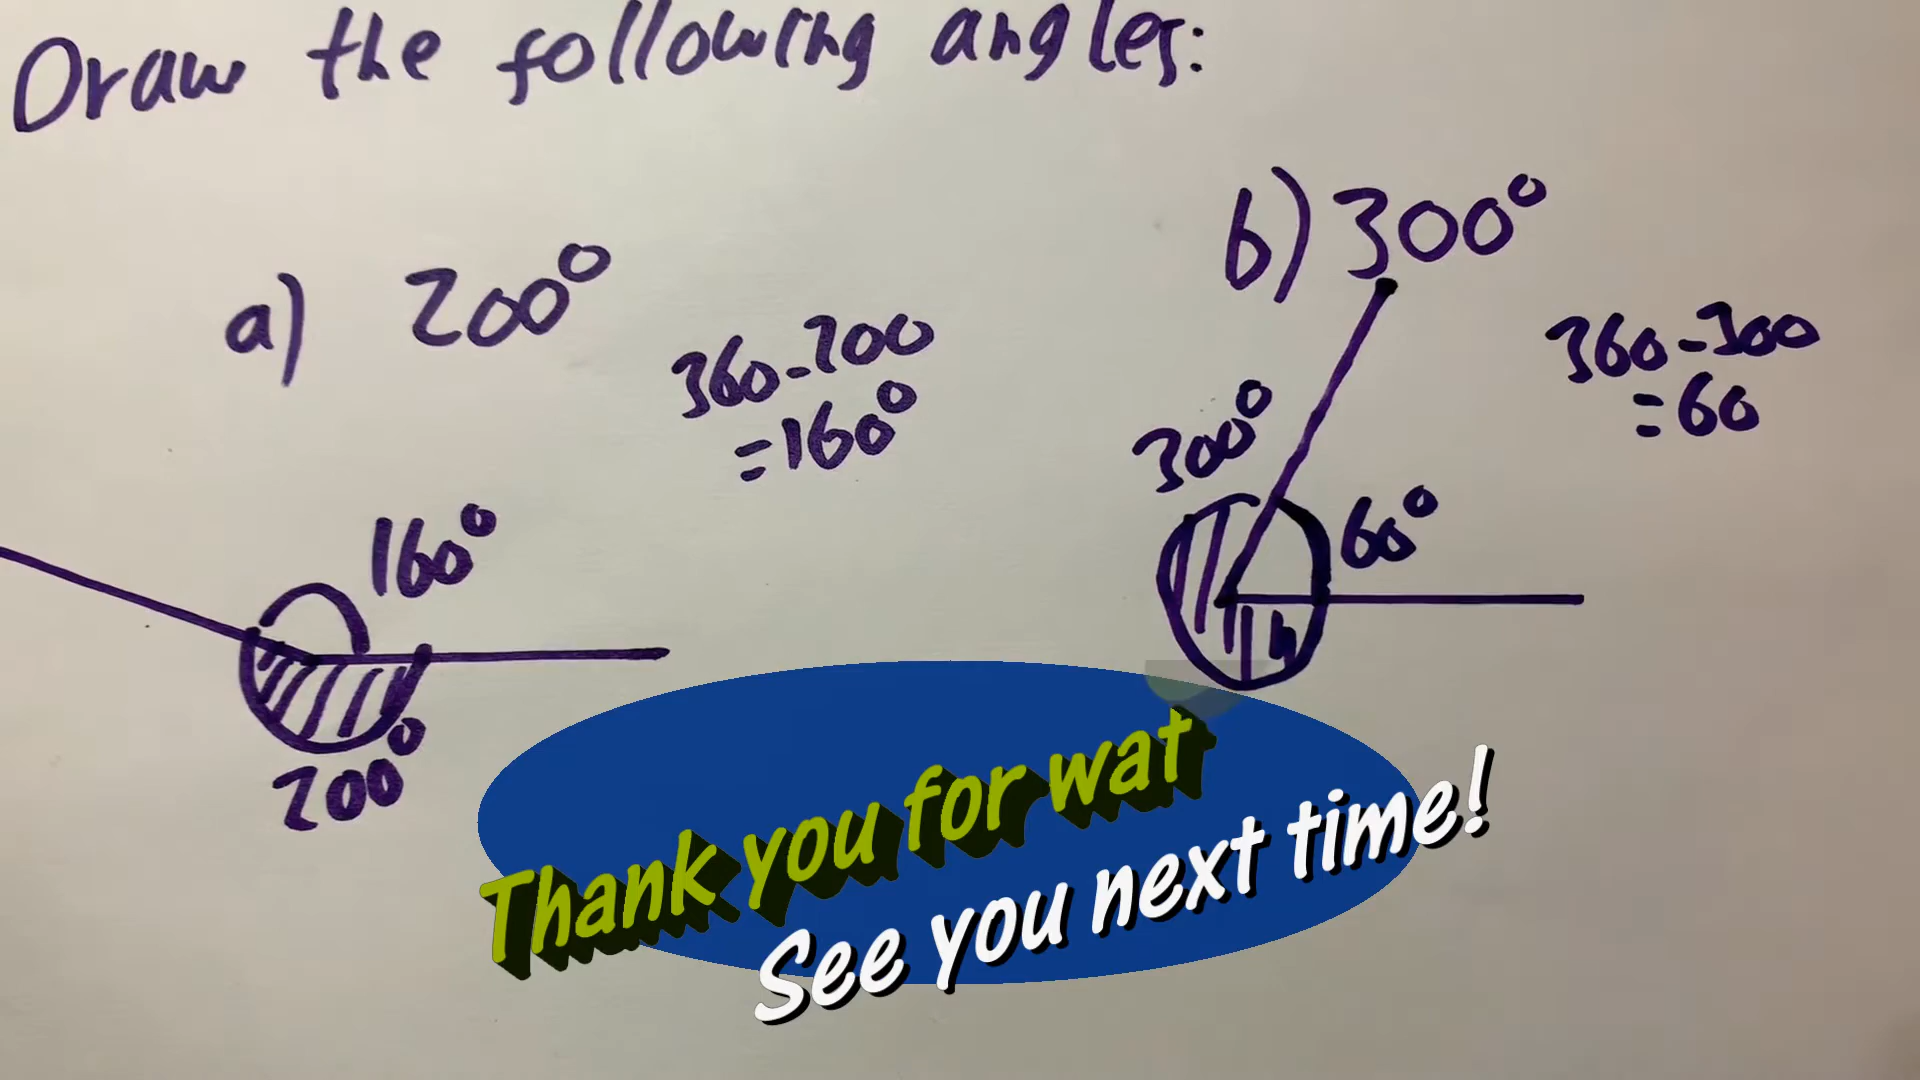 Draw the following angles:
a) 200°
360-200
=160°
160°
200°
b) 300°
360-300
=60
300°
60°
Thank you for wat
See you next time!